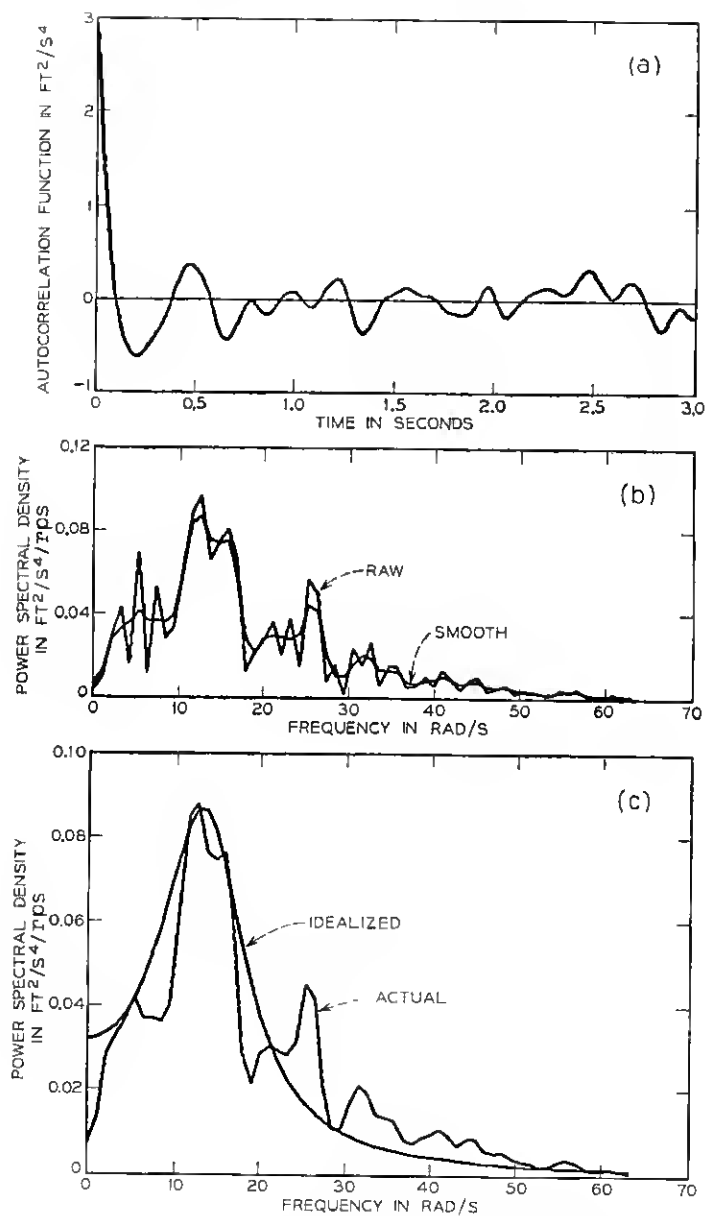 (a)
AUTOCORRELATION FUNCTION IN FT²/S⁴
3
2
1
0
-1
0 0.5 1.0 1.5 2.0 2.5 3.0
TIME IN SECONDS
(b)
POWER SPECTRAL DENSITY
IN FT²/S⁴/rps
0.12
0.08
0.04
0
RAW
SMOOTH
0 10 20 30 40 50 60 70
FREQUENCY IN RAD/S
(c)
POWER SPECTRAL DENSITY
IN FT²/S⁴/rps
0.10
0.08
0.06
0.04
0.02
0
IDEALIZED
ACTUAL
0 10 20 30 40 50 60 70
FREQUENCY IN RAD/S